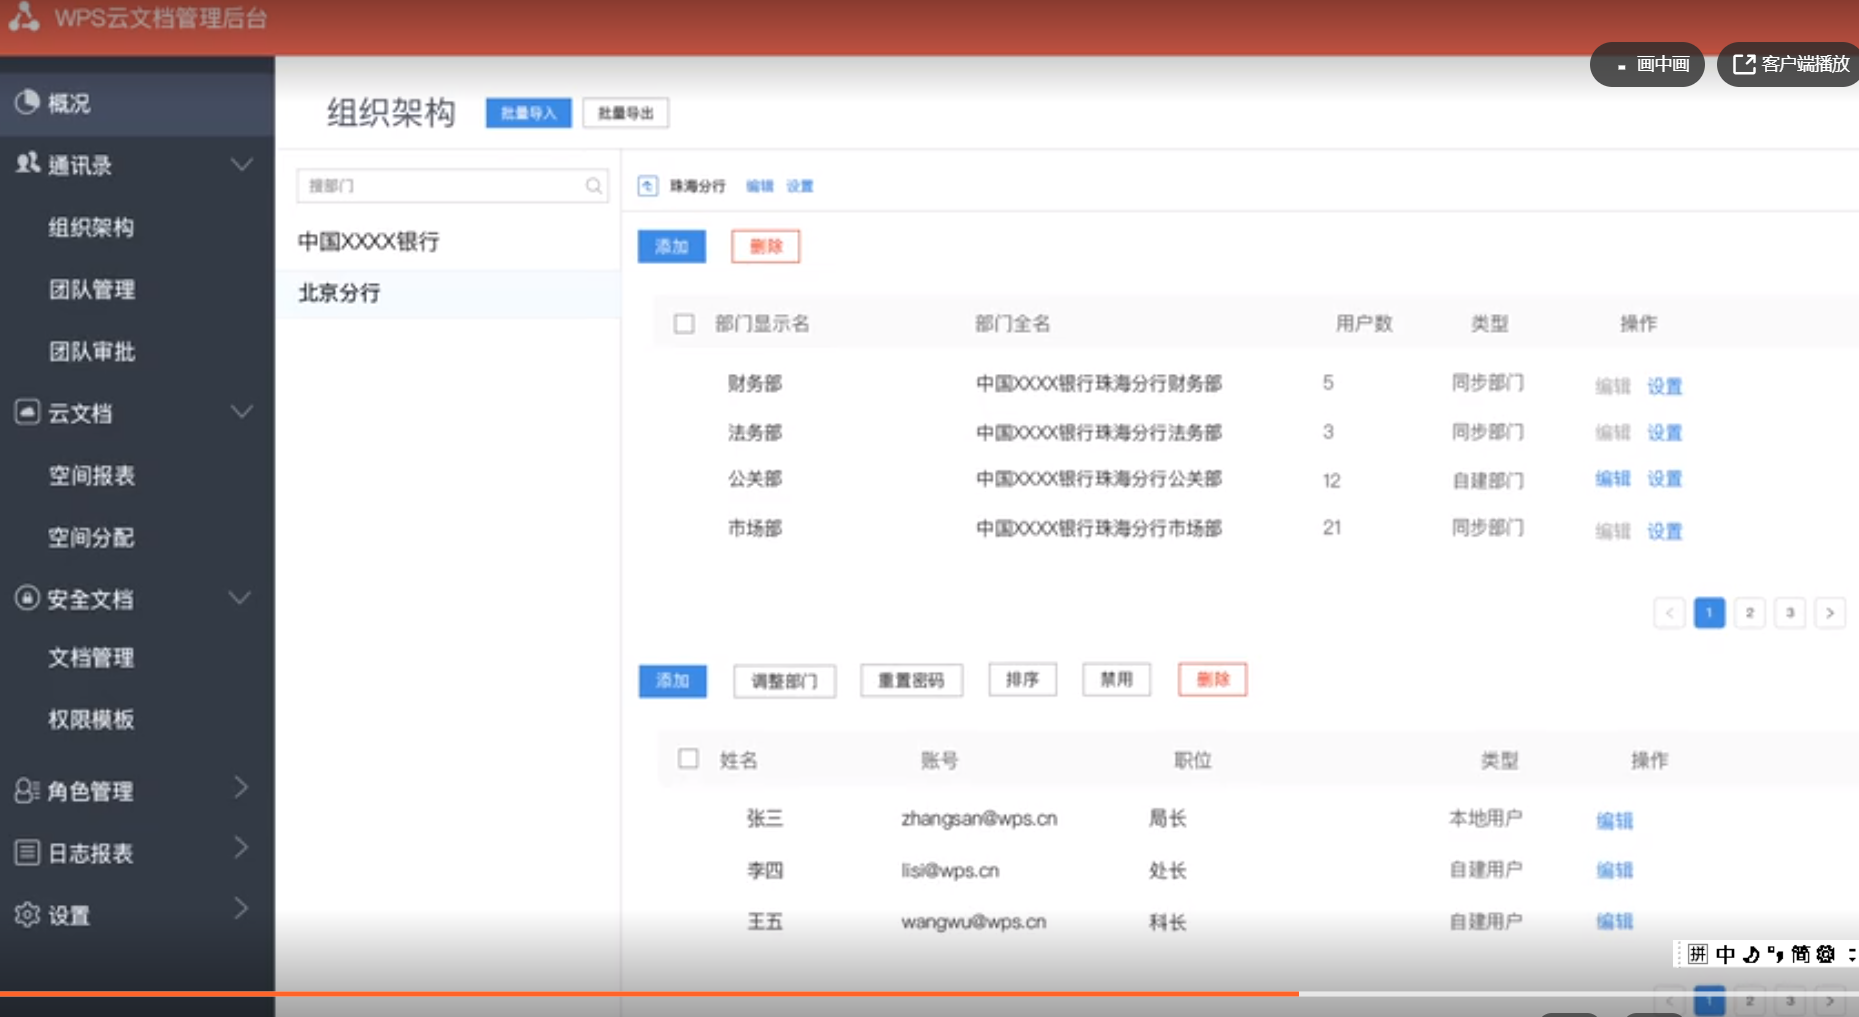 WPS云文档管理后台
画中画
客户端播放
概况
通讯录
组织架构
团队管理
团队审批
云文档
空间报表
空间分配
安全文档
文档管理
权限模板
角色管理
日志报表
设置
组织架构 批量导入 批量导出
搜部门
中国XXXX银行
北京分行
珠海分行 编辑 设置
添加 删除
部门显示名 部门全名 用户数 类型 操作
财务部 中国XXXX银行珠海分行财务部 5 同步部门 编辑 设置
法务部 中国XXXX银行珠海分行法务部 3 同步部门 编辑 设置
公关部 中国XXXX银行珠海分行公关部 12 自建部门 编辑 设置
市场部 中国XXXX银行珠海分行市场部 21 同步部门 编辑 设置
< 1 2 3 >
添加 调整部门 重置密码 排序 禁用 删除
姓名 账号 职位 类型 操作
张三 zhangsan@wps.cn 局长 本地用户 编辑
李四 lisi@wps.cn 处长 自建用户 编辑
王五 wangwu@wps.cn 科长 自建用户 编辑
拼 中 简
< 1 2 3 >